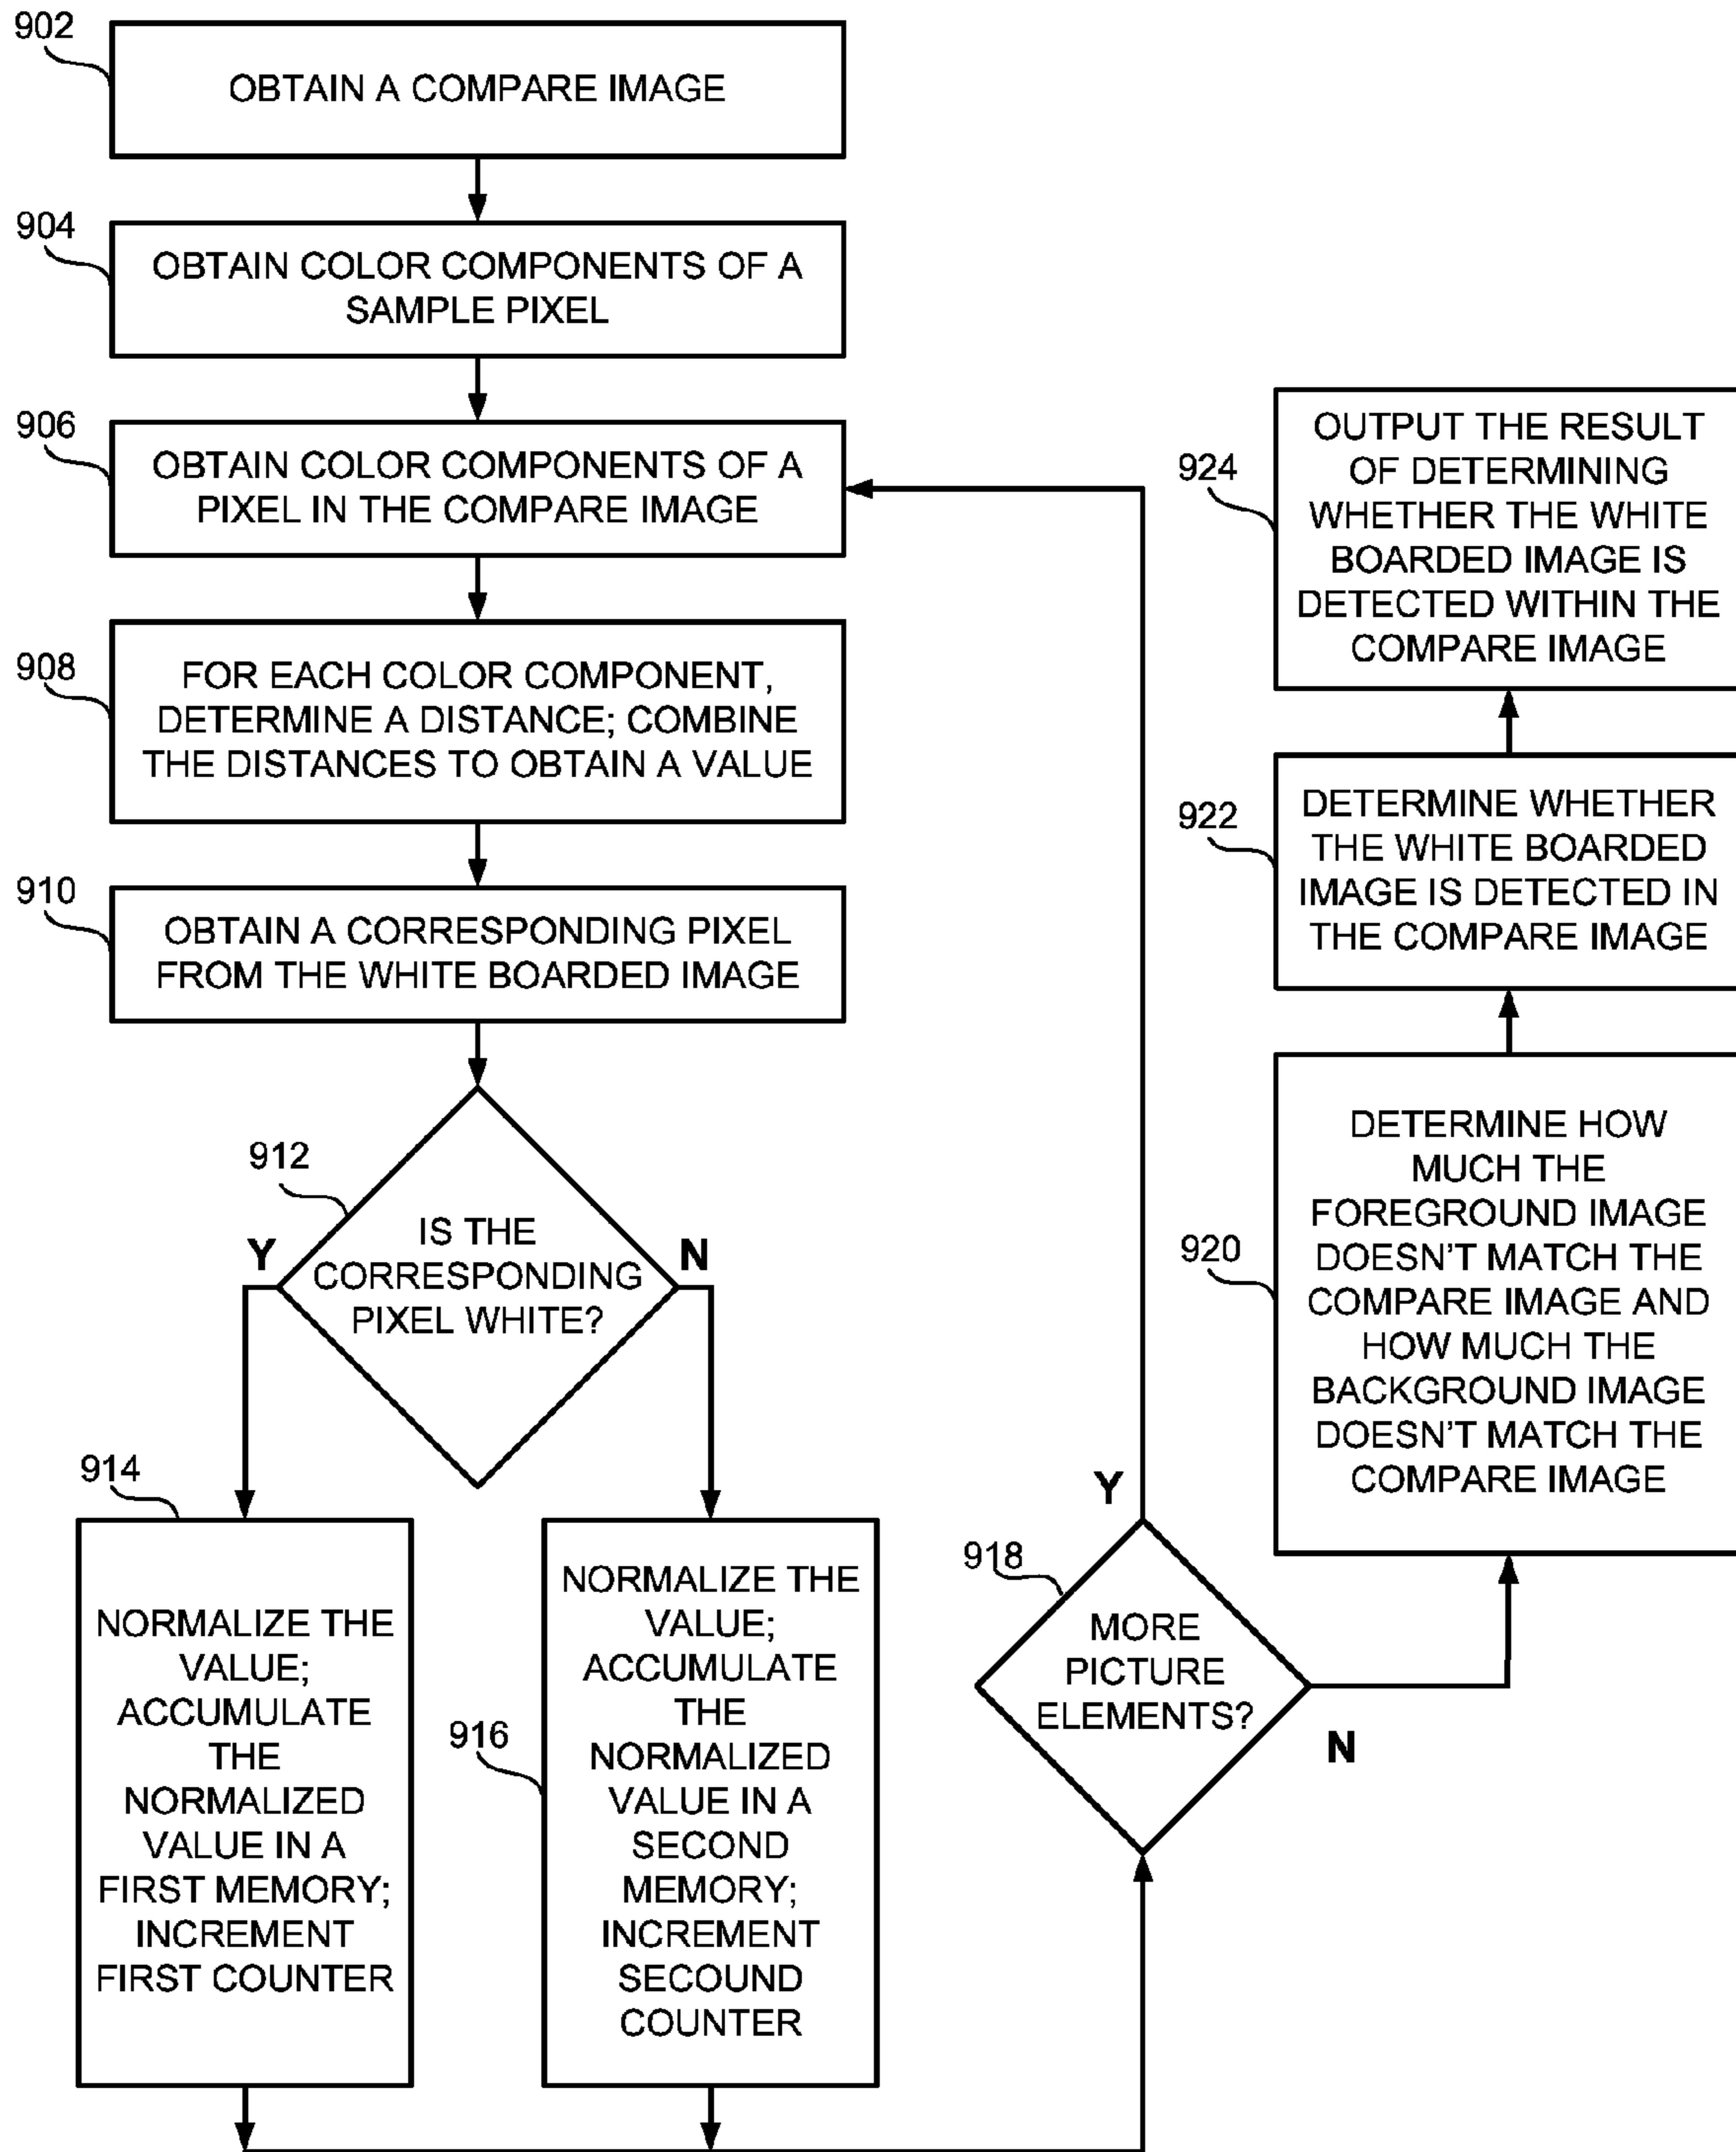 902
OBTAIN A COMPARE IMAGE
904
OBTAIN COLOR COMPONENTS OF A
SAMPLE PIXEL
906
OBTAIN COLOR COMPONENTS OF A
PIXEL IN THE COMPARE IMAGE
908
FOR EACH COLOR COMPONENT,
DETERMINE A DISTANCE; COMBINE
THE DISTANCES TO OBTAIN A VALUE
910
OBTAIN A CORRESPONDING PIXEL
FROM THE WHITE BOARDED IMAGE
912
IS THE
CORRESPONDING
PIXEL WHITE?
Y
N
914
NORMALIZE THE
VALUE;
ACCUMULATE
THE
NORMALIZED
VALUE IN A
FIRST MEMORY;
INCREMENT
FIRST COUNTER
916
NORMALIZE THE
VALUE;
ACCUMULATE
THE
NORMALIZED
VALUE IN A
SECOND
MEMORY;
INCREMENT
SECOUND
COUNTER
918
MORE
PICTURE
ELEMENTS?
Y
N
920
DETERMINE HOW
MUCH THE
FOREGROUND IMAGE
DOESN'T MATCH THE
COMPARE IMAGE AND
HOW MUCH THE
BACKGROUND IMAGE
DOESN'T MATCH THE
COMPARE IMAGE
922
DETERMINE WHETHER
THE WHITE BOARDED
IMAGE IS DETECTED IN
THE COMPARE IMAGE
924
OUTPUT THE RESULT
OF DETERMINING
WHETHER THE WHITE
BOARDED IMAGE IS
DETECTED WITHIN THE
COMPARE IMAGE